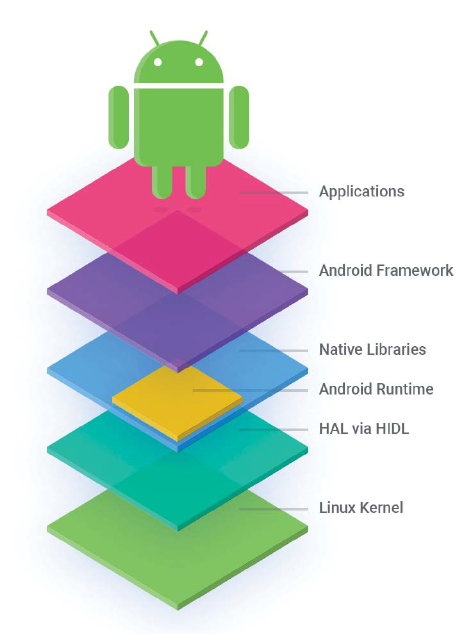 Applications
Android Framework
Native Libraries
Android Runtime
HAL via HIDL
Linux Kernel